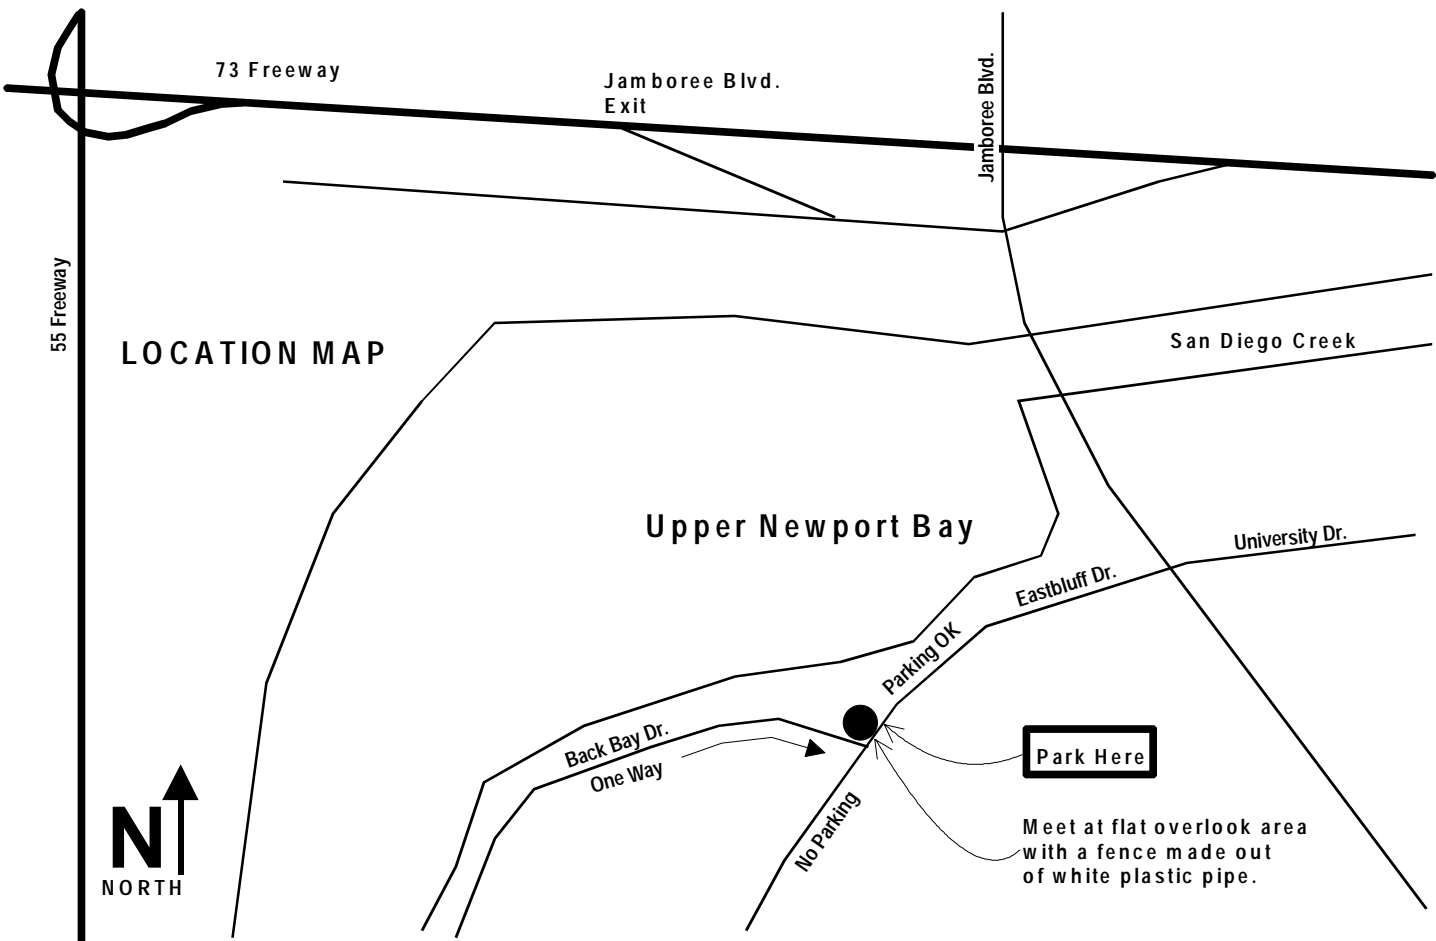 73 Freeway
Jamboree Blvd.
Exit
Jamboree Blvd.
55 Freeway
LOCATION MAP
San Diego Creek
Upper Newport Bay
University Dr.
Eastbluff Dr.
Parking OK
Back Bay Dr.
One Way
Park Here
No Parking
Meet at flat overlook area
with a fence made out
of white plastic pipe.
N
NORTH